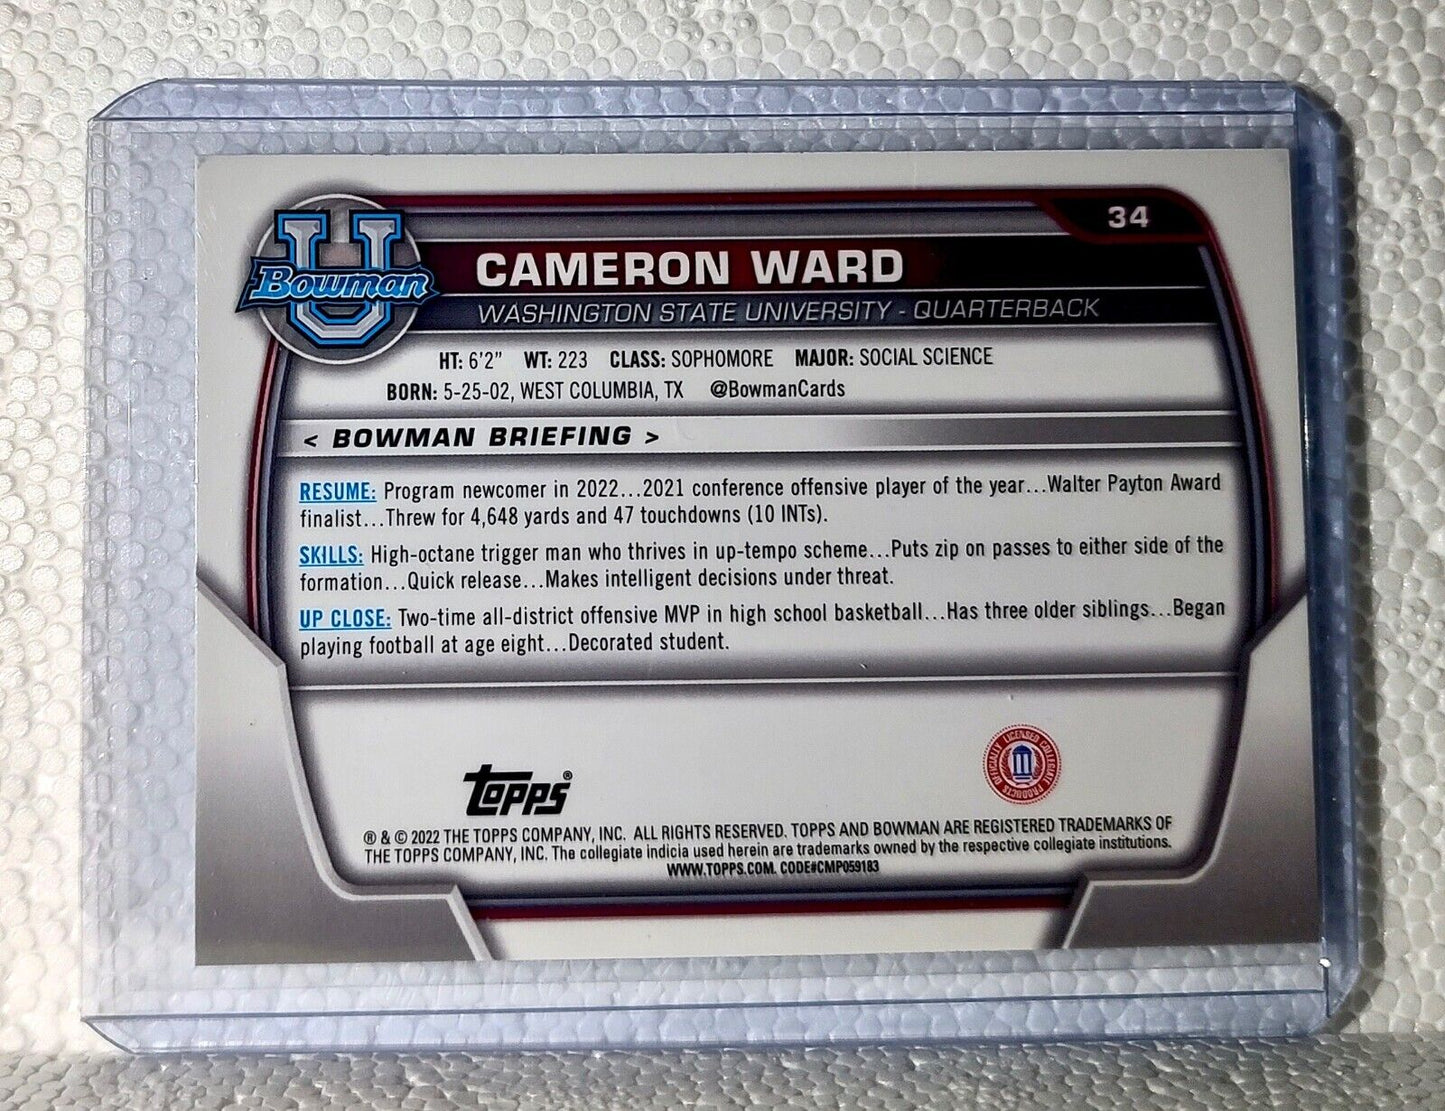 34
U
Bowman
CAMERON WARD
WASHINGTON STATE UNIVERSITY - QUARTERBACK
HT: 6'2" WT: 223 CLASS: SOPHOMORE MAJOR: SOCIAL SCIENCE
BORN: 5-25-02, WEST COLUMBIA, TX @BowmanCards
< BOWMAN BRIEFING >
RESUME: Program newcomer in 2022...2021 conference offensive player of the year...Walter Payton Award
finalist...Threw for 4,648 yards and 47 touchdowns (10 INTs).
SKILLS: High-octane trigger man who thrives in up-tempo scheme...Puts zip on passes to either side of the
formation...Quick release...Makes intelligent decisions under threat.
UP CLOSE: Two-time all-district offensive MVP in high school basketball...Has three older siblings...Began
playing football at age eight...Decorated student.
OFFICIALLY LICENSED COLLEGIATE PRODUCTS
Topps®
® & © 2022 THE TOPPS COMPANY, INC. ALL RIGHTS RESERVED. TOPPS AND BOWMAN ARE REGISTERED TRADEMARKS OF
THE TOPPS COMPANY, INC. The collegiate indicia used herein are trademarks owned by the respective collegiate institutions.
WWW.TOPPS.COM. CODE#CMP059183